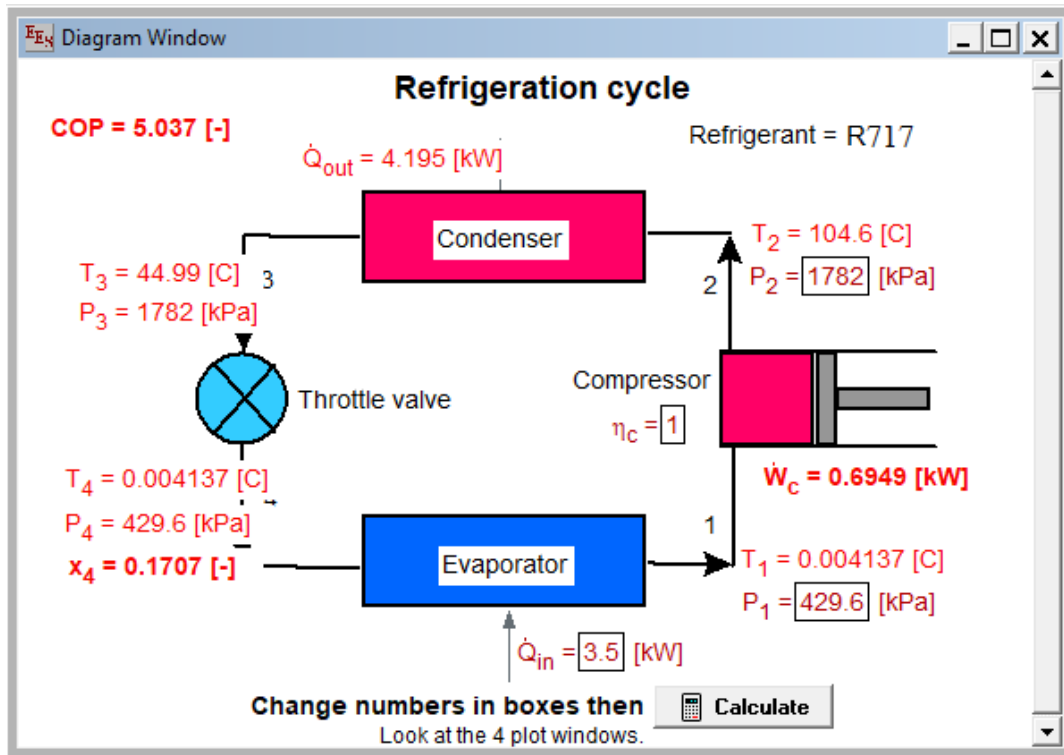 EES Diagram Window
Refrigeration cycle
COP = 5.037 [-]
Refrigerant = R717
Q̇out = 4.195 [kW]
Condenser
T2 = 104.6 [C]
P2 = 1782 [kPa]
T3 = 44.99 [C]
3
P3 = 1782 [kPa]
2
Compressor
ηc = 1
Throttle valve
Ẇc = 0.6949 [kW]
T4 = 0.004137 [C]
P4 = 429.6 [kPa]
x4 = 0.1707 [-]
1
Evaporator
T1 = 0.004137 [C]
P1 = 429.6 [kPa]
Q̇in = 3.5 [kW]
Change numbers in boxes then Calculate
Look at the 4 plot windows.